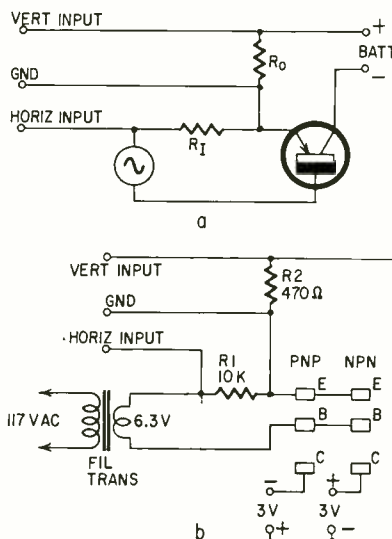 VERT INPUT
+
R0
BATT
GND
−
HORIZ INPUT
RI
a
VERT INPUT
R2
470Ω
GND
HORIZ INPUT
R1
10K
PNP
NPN
E
E
117 VAC
6.3V
B
B
FIL
TRANS
C
C
−
+
3V
3V
b
+
−